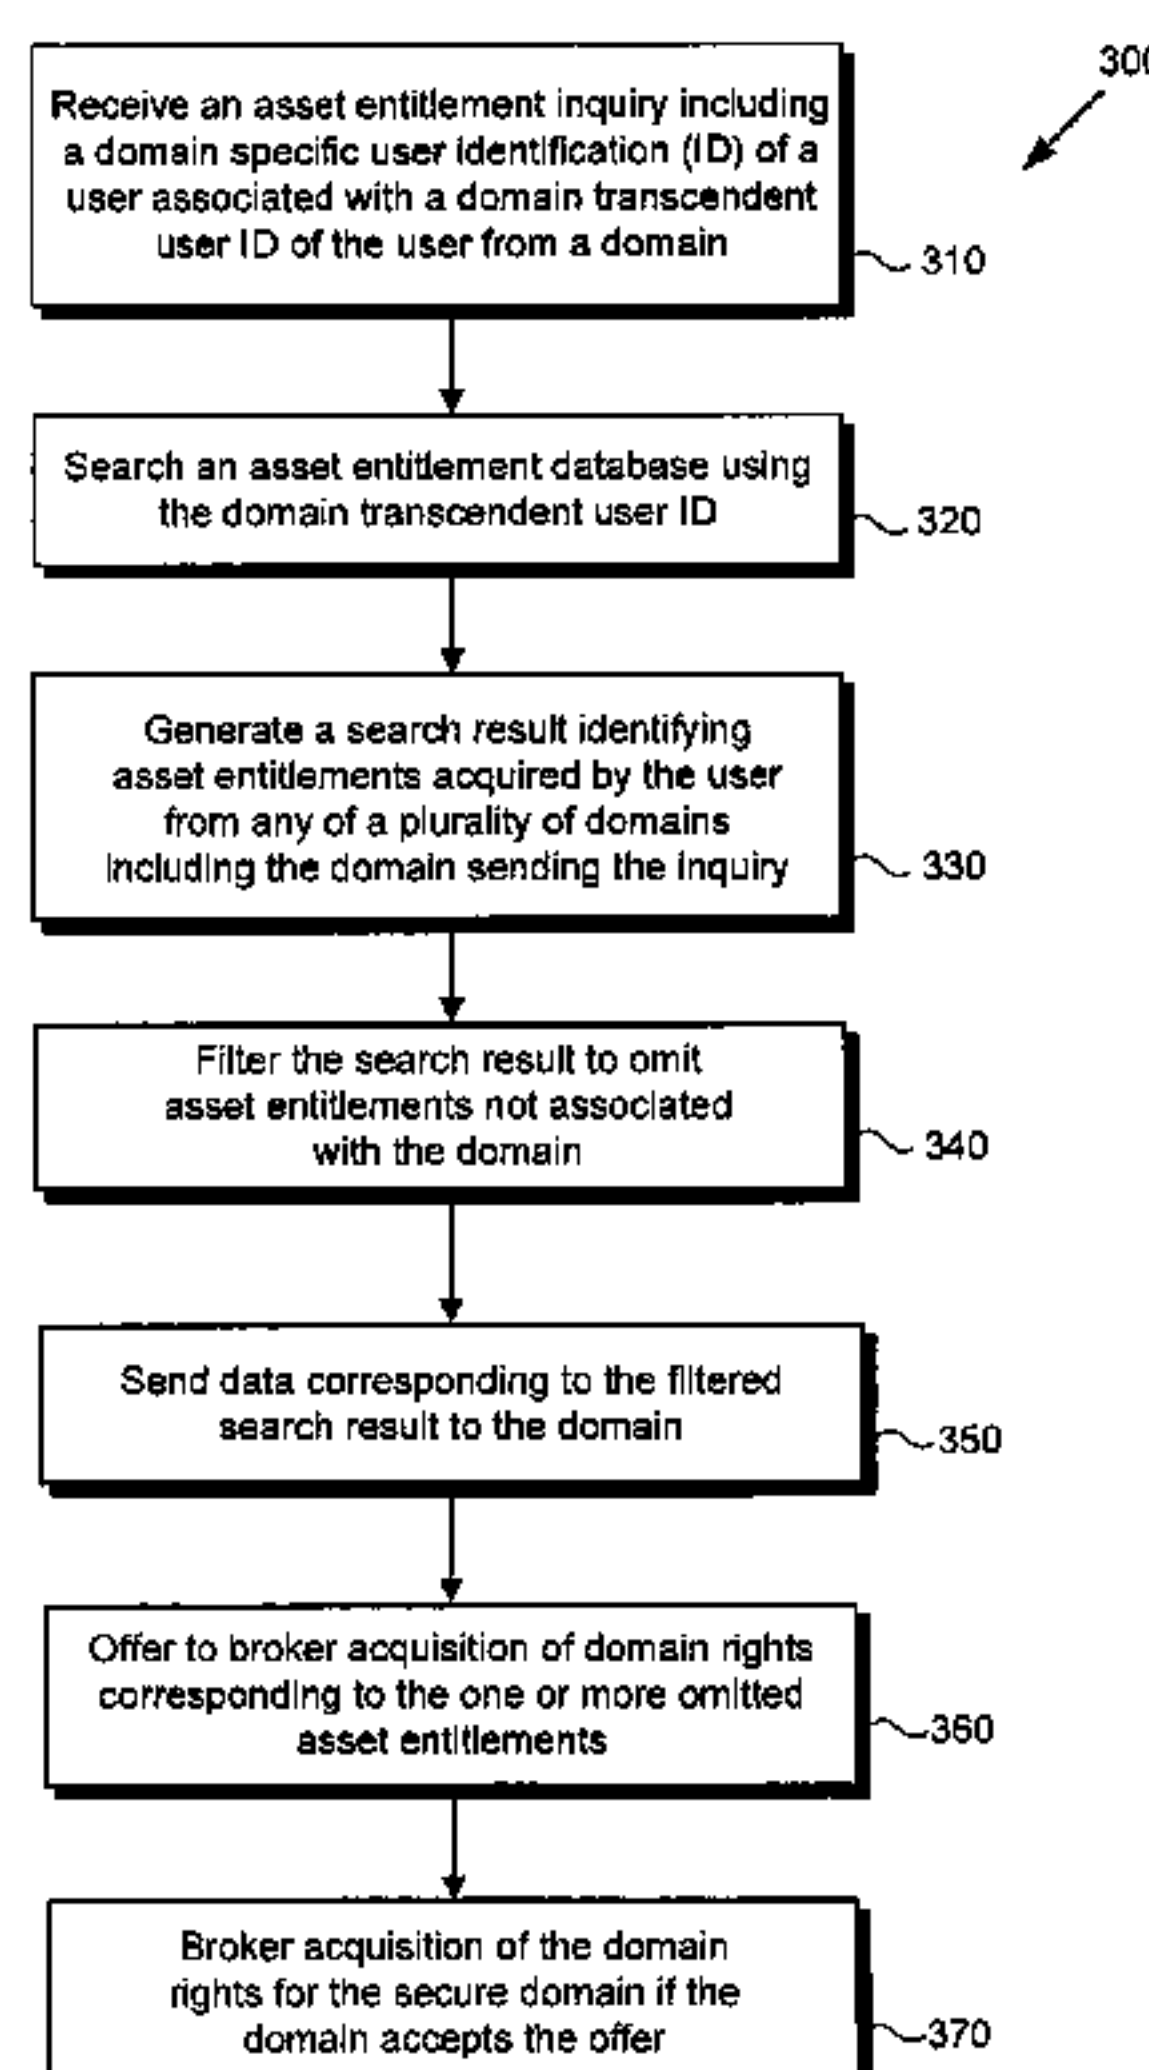 300
Receive an asset entitlement inquiry including
a domain specific user identification (ID) of a
user associated with a domain transcendent
user ID of the user from a domain
310
Search an asset entitlement database using
the domain transcendent user ID
320
Generate a search result identifying
asset entitlements acquired by the user
from any of a plurality of domains
including the domain sending the inquiry
330
Filter the search result to omit
asset entitlements not associated
with the domain
340
Send data corresponding to the filtered
search result to the domain
350
Offer to broker acquisition of domain rights
corresponding to the one or more omitted
asset entitlements
360
Broker acquisition of the domain
rights for the secure domain if the
domain accepts the offer
370